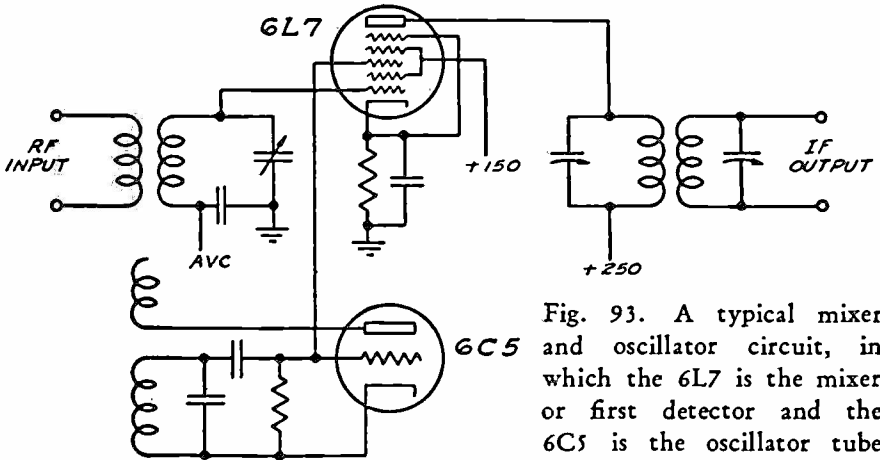 6L7
RF
INPUT
AVC
+150
IF
OUTPUT
+250
6C5
Fig. 93. A typical mixer
and oscillator circuit, in
which the 6L7 is the mixer
or first detector and the
6C5 is the oscillator tube